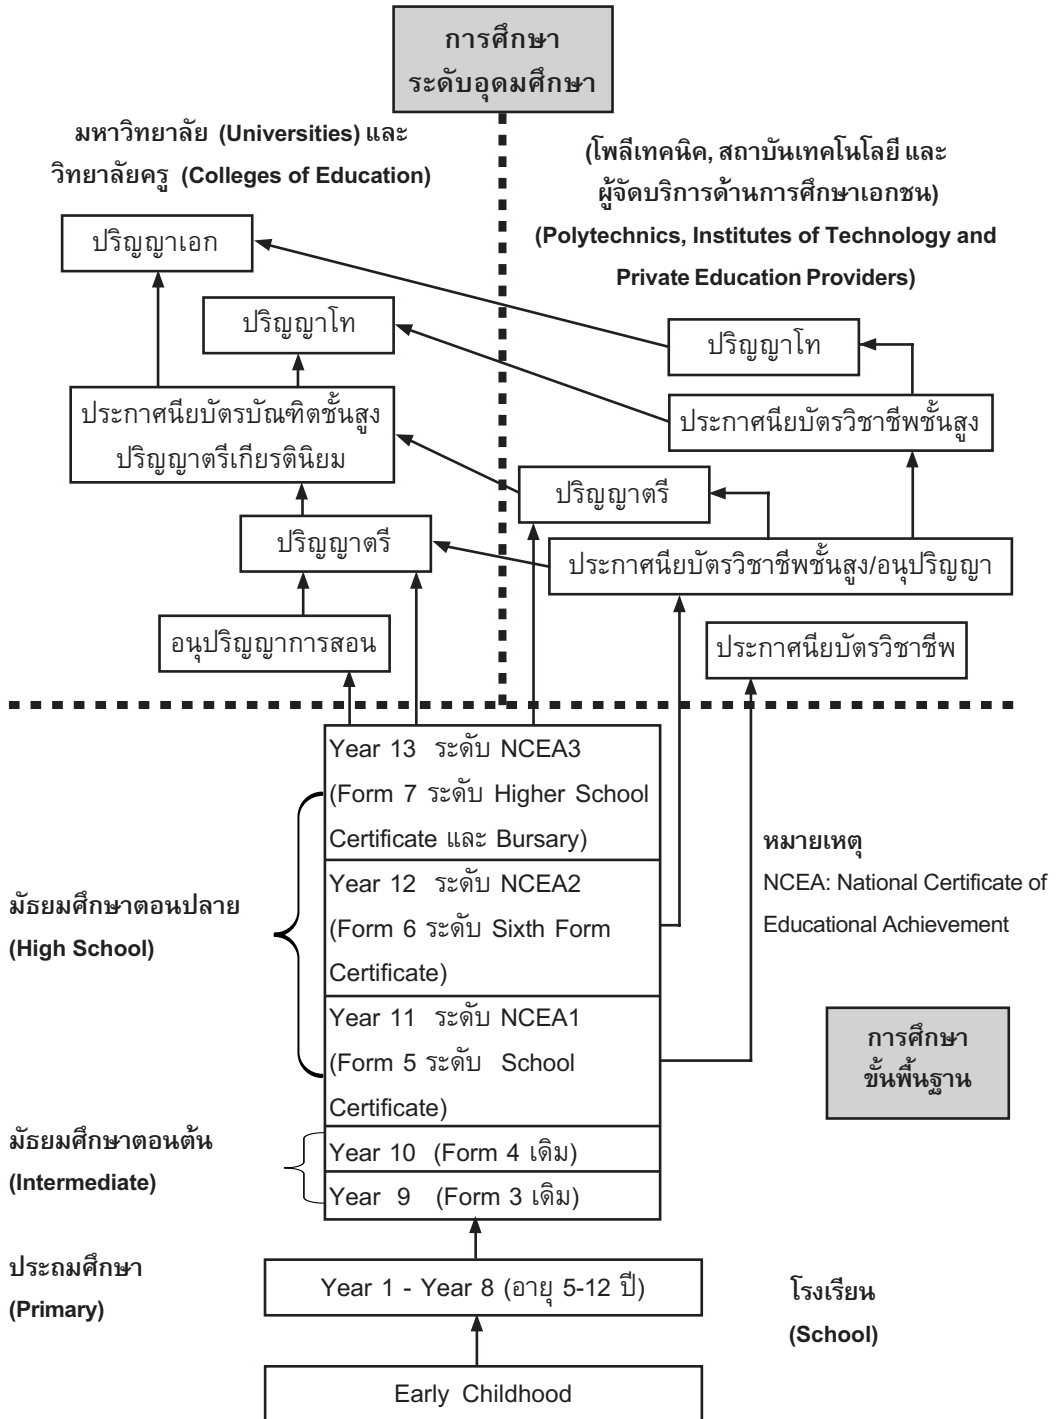 การศึกษา
ระดับอุดมศึกษา
มหาวิทยาลัย (Universities) และ
วิทยาลัยครู (Colleges of Education)
(โพลีเทคนิค, สถาบันเทคโนโลยี และ
ผู้จัดบริการด้านการศึกษาเอกชน)
(Polytechnics, Institutes of Technology and
Private Education Providers)
ปริญญาเอก
ปริญญาโท
ปริญญาโท
ประกาศนียบัตรบัณฑิตชั้นสูง
ปริญญาตรีเกียรตินิยม
ประกาศนียบัตรวิชาชีพชั้นสูง
ปริญญาตรี
ปริญญาตรี
ประกาศนียบัตรวิชาชีพชั้นสูง/อนุปริญญา
อนุปริญญาการสอน
ประกาศนียบัตรวิชาชีพ
Year 13 ระดับ NCEA3
(Form 7 ระดับ Higher School
Certificate และ Bursary)
Year 12 ระดับ NCEA2
(Form 6 ระดับ Sixth Form
Certificate)
Year 11 ระดับ NCEA1
(Form 5 ระดับ School
Certificate)
มัธยมศึกษาตอนปลาย
(High School)
หมายเหตุ
NCEA: National Certificate of
Educational Achievement
การศึกษา
ขั้นพื้นฐาน
มัธยมศึกษาตอนต้น
(Intermediate)
Year 10 (Form 4 เดิม)
Year 9 (Form 3 เดิม)
ประถมศึกษา
(Primary)
Year 1 - Year 8 (อายุ 5-12 ปี)
โรงเรียน
(School)
Early Childhood